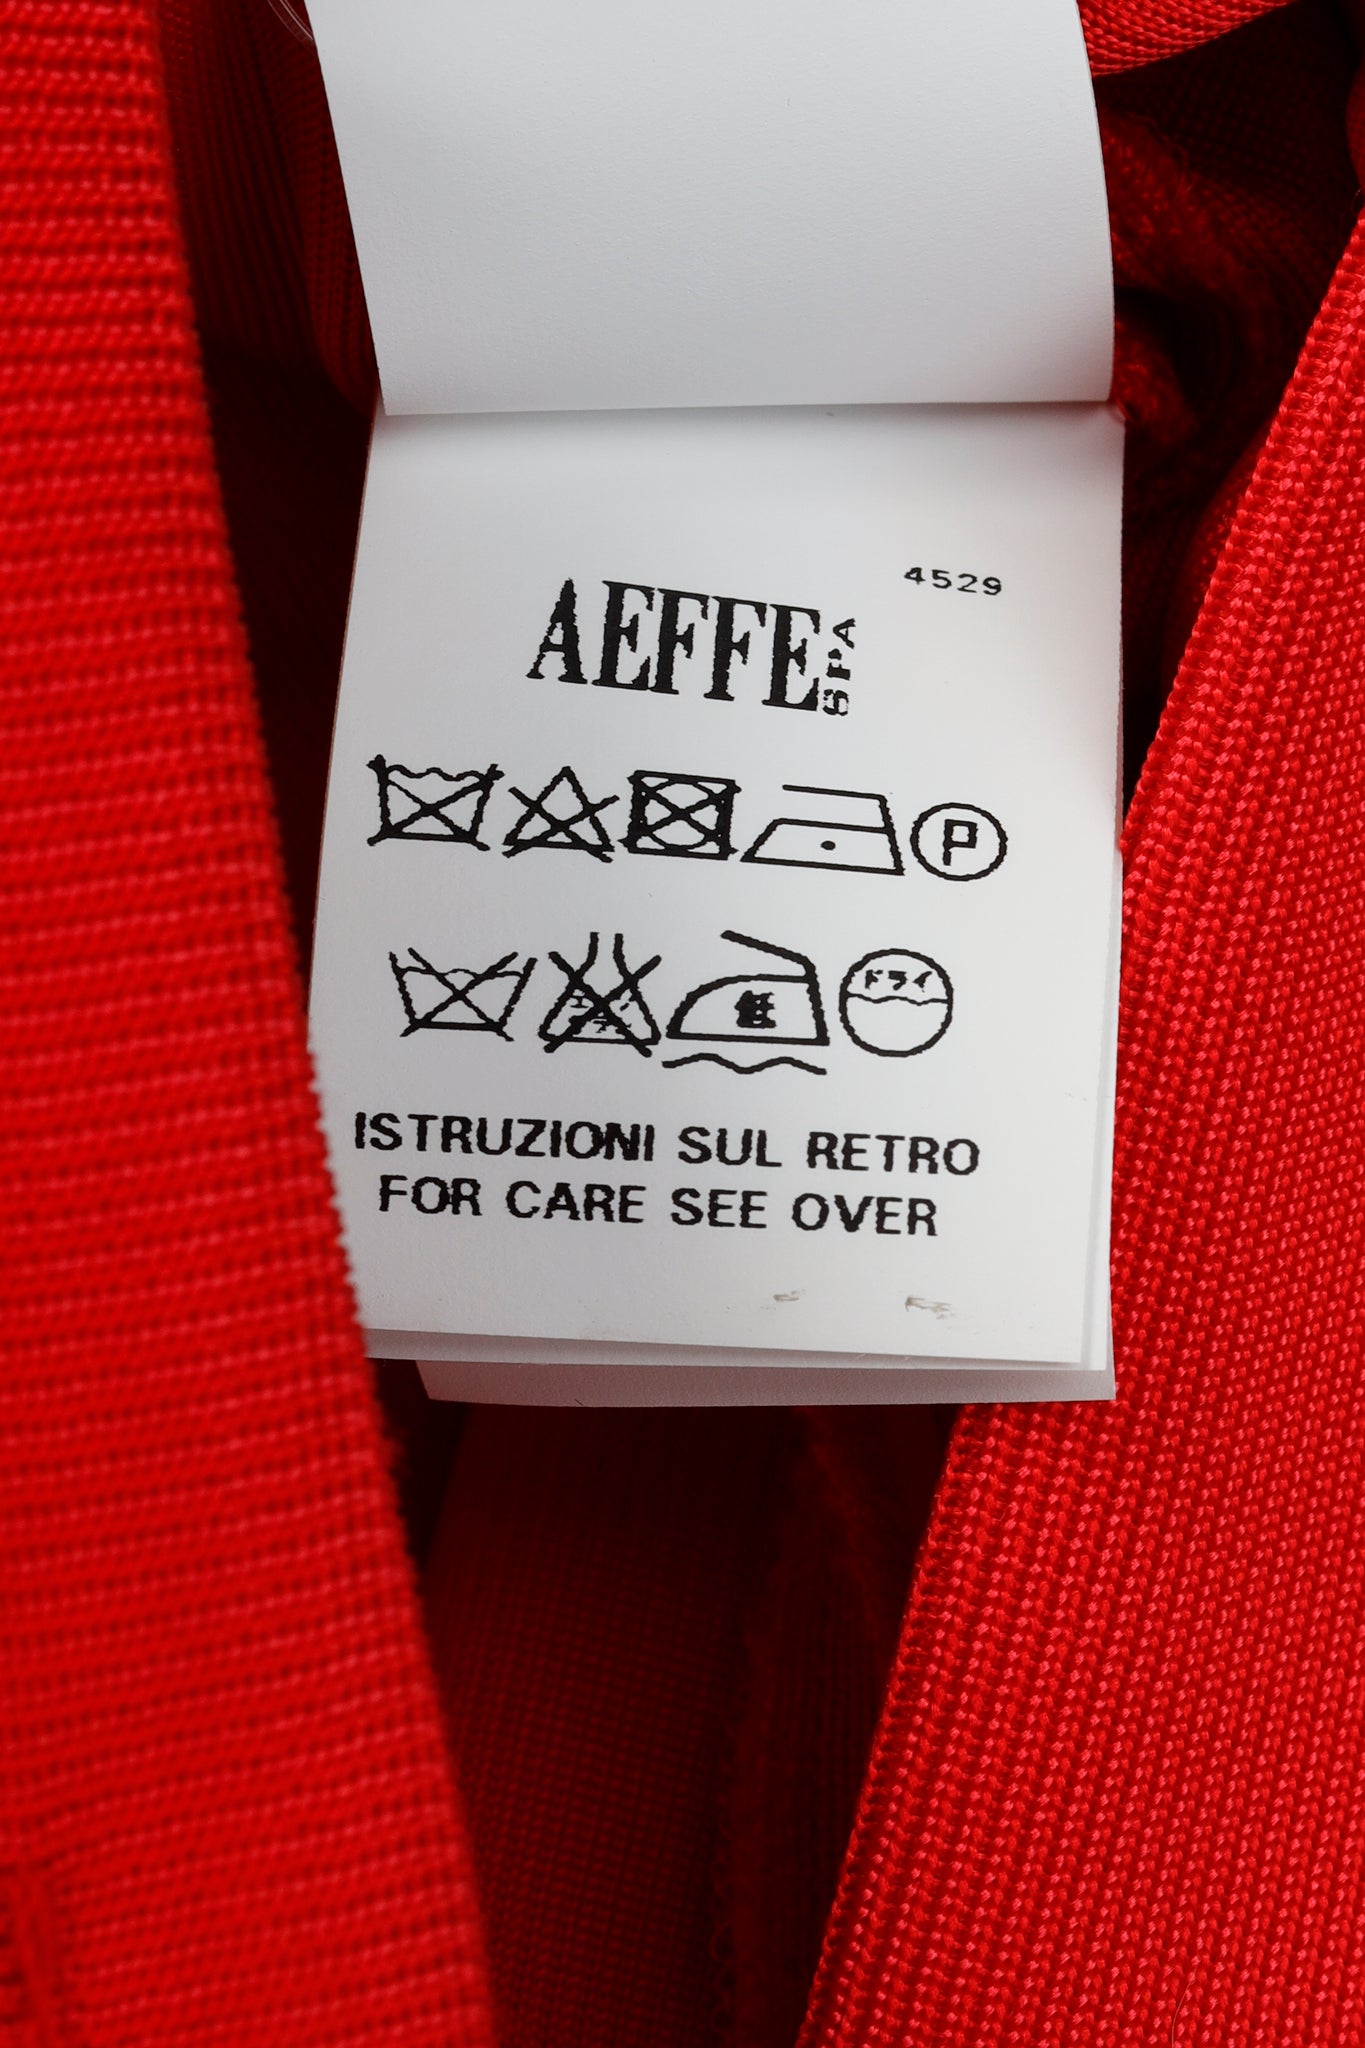 4529
AEFFE SPA
P
ドライ
ISTRUZIONI SUL RETRO
FOR CARE SEE OVER